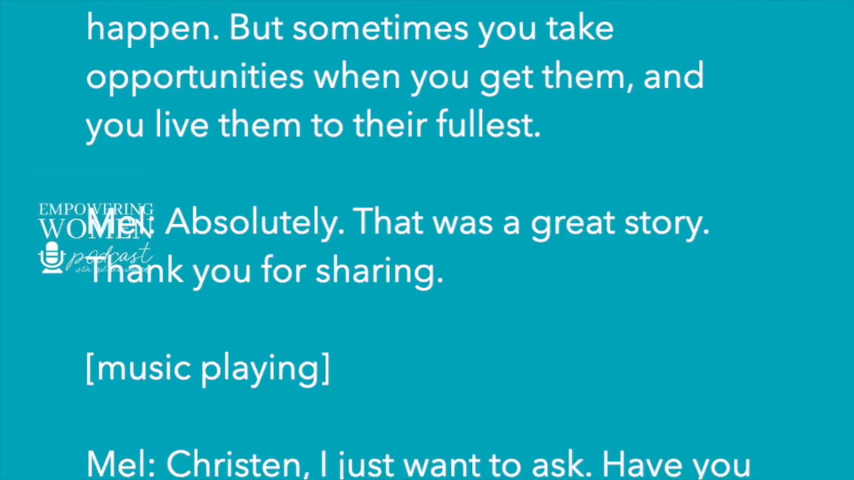 happen. But sometimes you take
opportunities when you get them, and
you live them to their fullest.
EMPOWERING
WOMEN
podcast
Mel: Absolutely. That was a great story.
Thank you for sharing.
[music playing]
Mel: Christen, I just want to ask. Have you